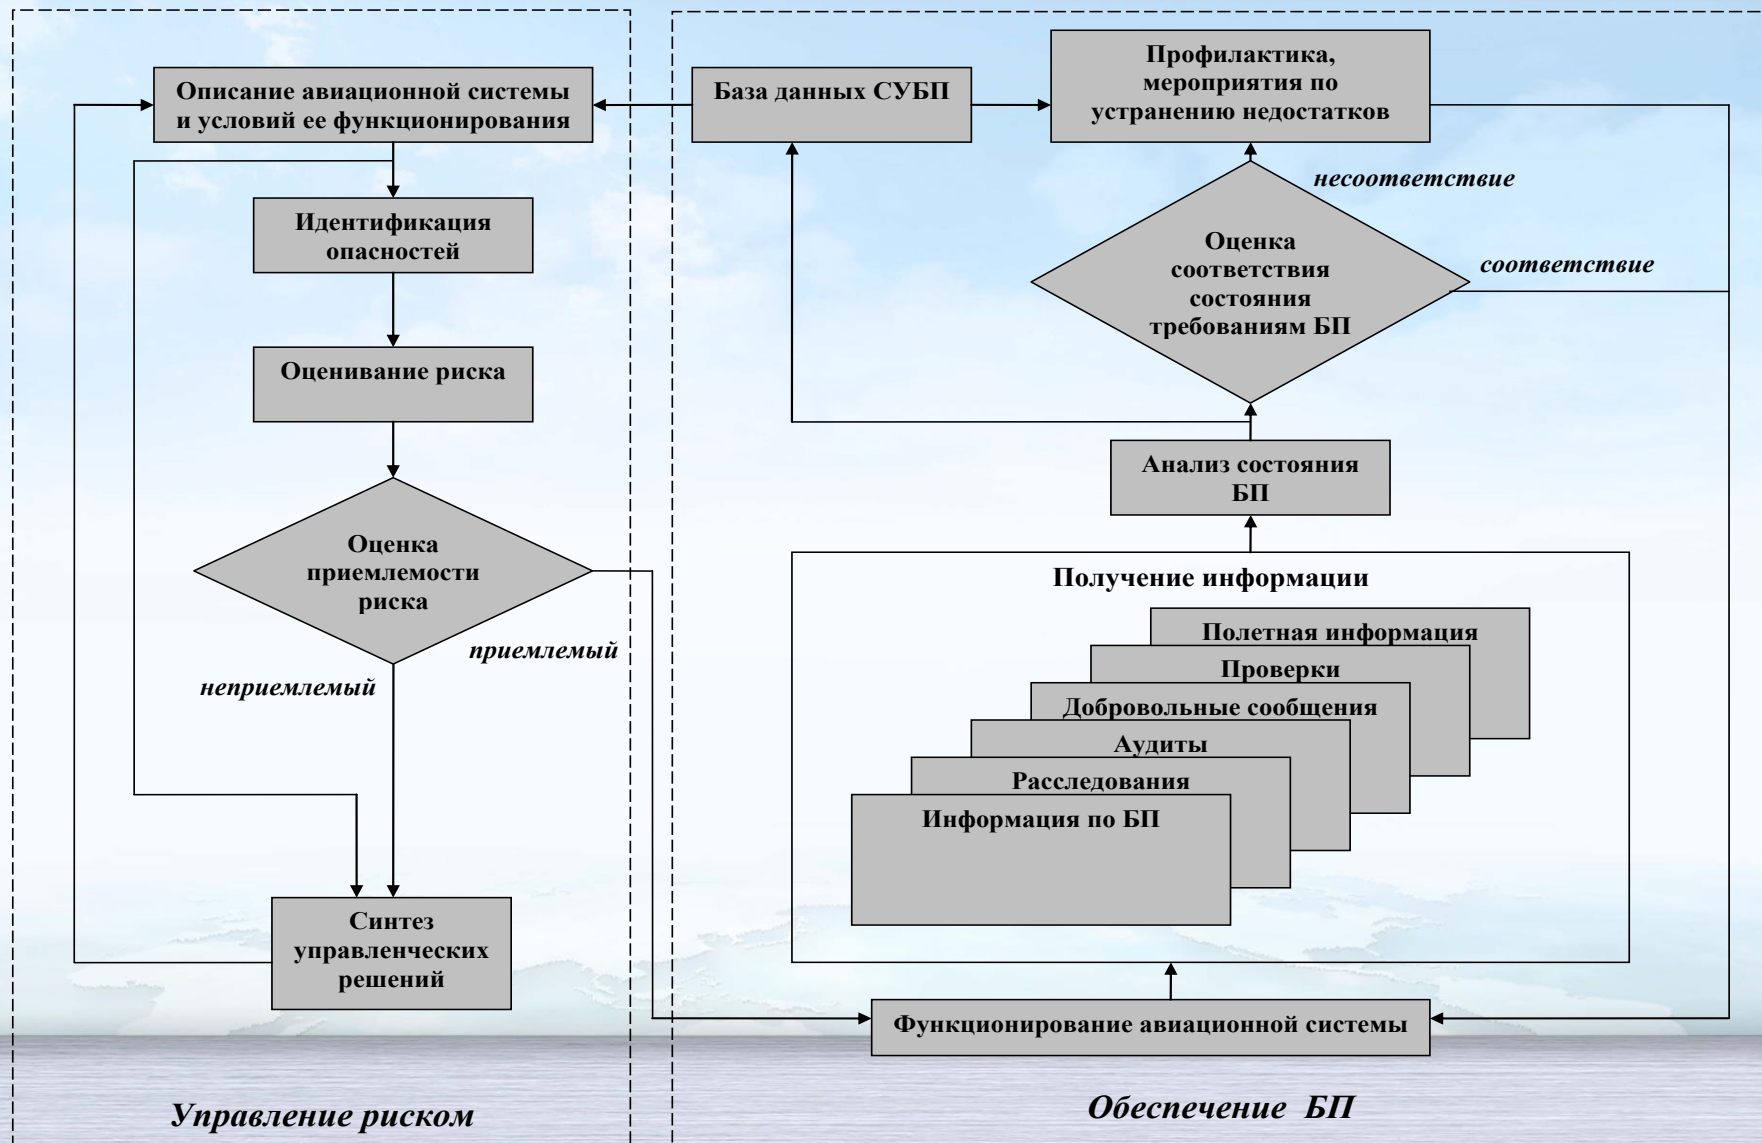 Описание авиационной системы
и условий ее функционирования
Идентификация
опасностей
Оценивание риска
Оценка
приемлемости
риска
приемлемый
неприемлемый
Синтез
управленческих
решений
Управление риском
База данных СУБП
Профилактика,
мероприятия по
устранению недостатков
несоответствие
Оценка
соответствия
состояния
требованиям БП
соответствие
Анализ состояния
БП
Получение информации
Полетная информация
Проверки
Добровольные сообщения
Аудиты
Расследования
Информация по БП
Функционирование авиационной системы
Обеспечение БП